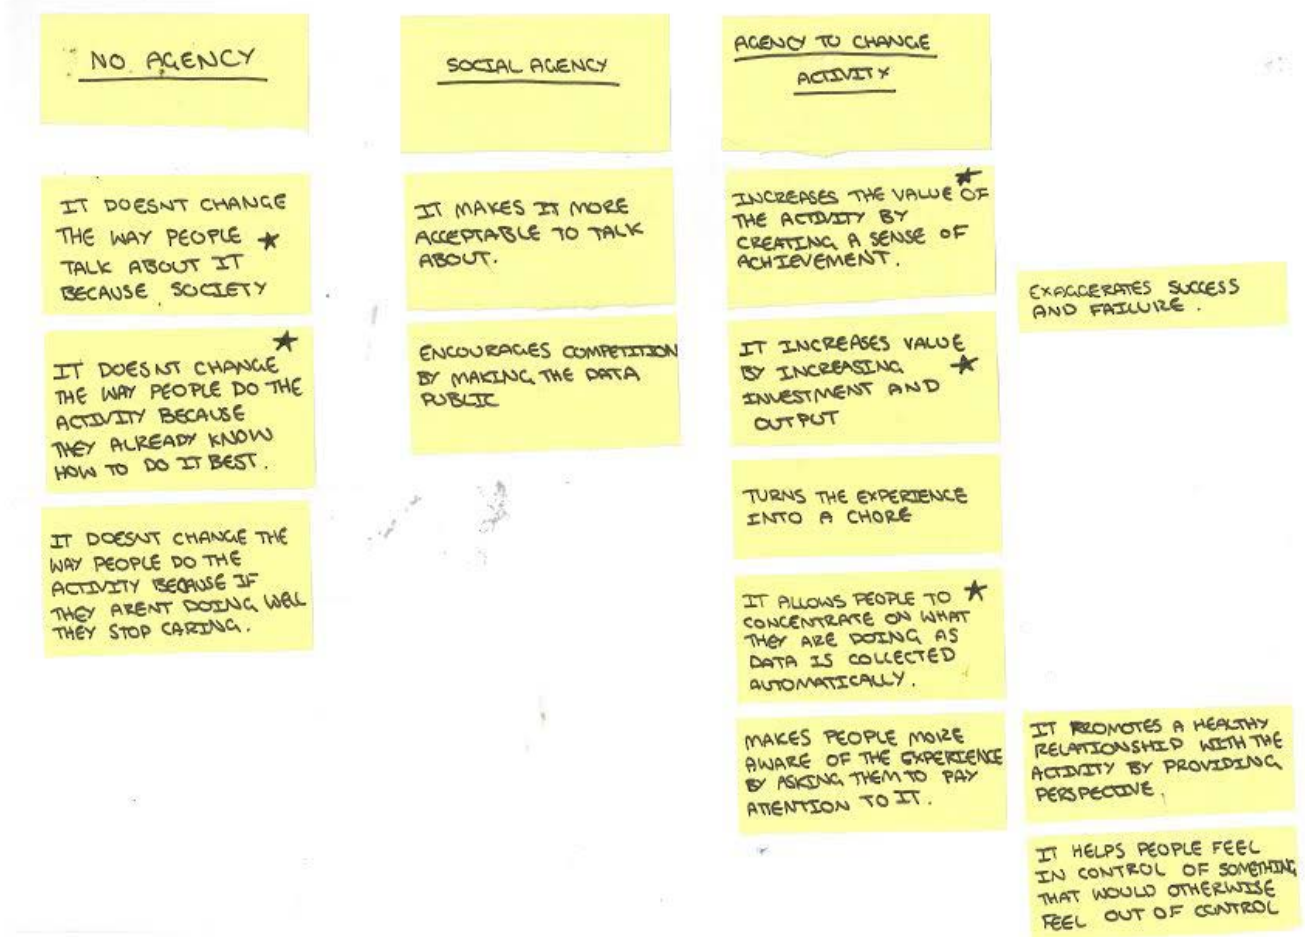 NO AGENCY
IT DOESNT CHANGE
THE WAY PEOPLE
TALK ABOUT IT
BECAUSE SOCIETY
IT DOESNT CHANGE
THE WAY PEOPLE DO THE
ACTIVITY BECAUSE
THEY ALREADY KNOW
HOW TO DO IT BEST.
IT DOESNT CHANGE THE
WAY PEOPLE DO THE
ACTIVITY BECAUSE IF
THEY ARENT DOING WELL
THEY STOP CARING.
SOCIAL AGENCY
IT MAKES IT MORE
ACCEPTABLE TO TALK
ABOUT.
ENCOURAGES COMPETITION
BY MAKING THE DATA
PUBLIC
AGENCY TO CHANGE
ACTIVITY
INCREASES THE VALUE OF
THE ACTIVITY BY
CREATING A SENSE OF
ACHIEVEMENT.
IT INCREASES VALUE
BY INCREASING
INVESTMENT AND
OUTPUT
TURNS THE EXPERIENCE
INTO A CHORE
IT ALLOWS PEOPLE TO
CONCENTRATE ON WHAT
THEY ARE DOING AS
DATA IS COLLECTED
AUTOMATICALLY.
MAKES PEOPLE MORE
AWARE OF THE EXPERIENCE
BY ASKING THEM TO PAY
ATTENTION TO IT.
EXAGGERATES SUCCESS
AND FAILURE.
IT PROMOTES A HEALTHY
RELATIONSHIP WITH THE
ACTIVITY BY PROVIDING
PERSPECTIVE.
IT HELPS PEOPLE FEEL
IN CONTROL OF SOMETHING
THAT WOULD OTHERWISE
FEEL OUT OF CONTROL